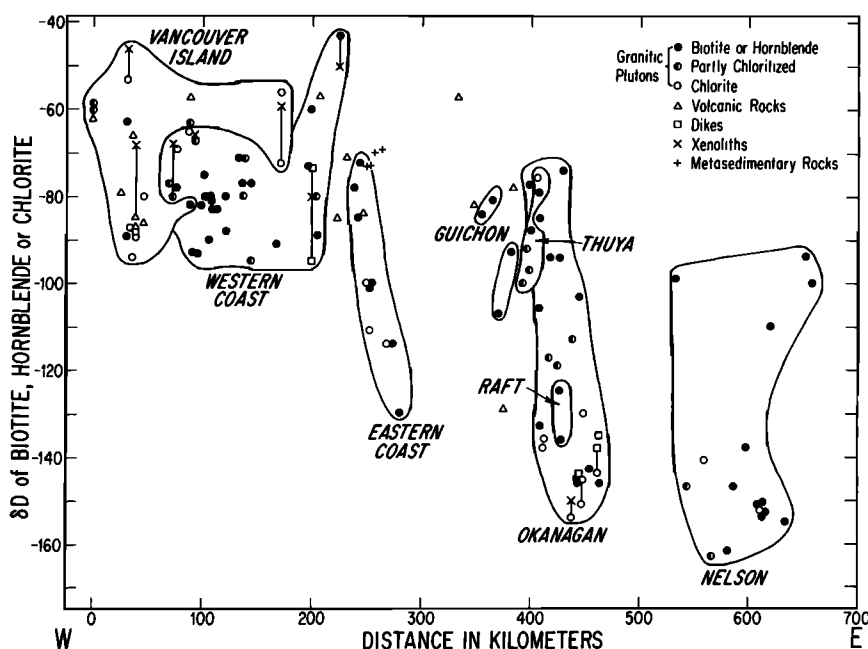 -40
-60
-80
-100
-120
-140
-160
δD of BIOTITE, HORNBLENDE or CHLORITE
VANCOUVER
ISLAND
WESTERN
COAST
EASTERN
COAST
GUICHON
THUYA
RAFT
OKANAGAN
NELSON
Granitic
Plutons
Biotite or Hornblende
Partly Chloritized
Chlorite
Volcanic Rocks
Dikes
Xenoliths
Metasedimentary Rocks
0 100 200 300 400 500 600 700
W DISTANCE IN KILOMETERS E